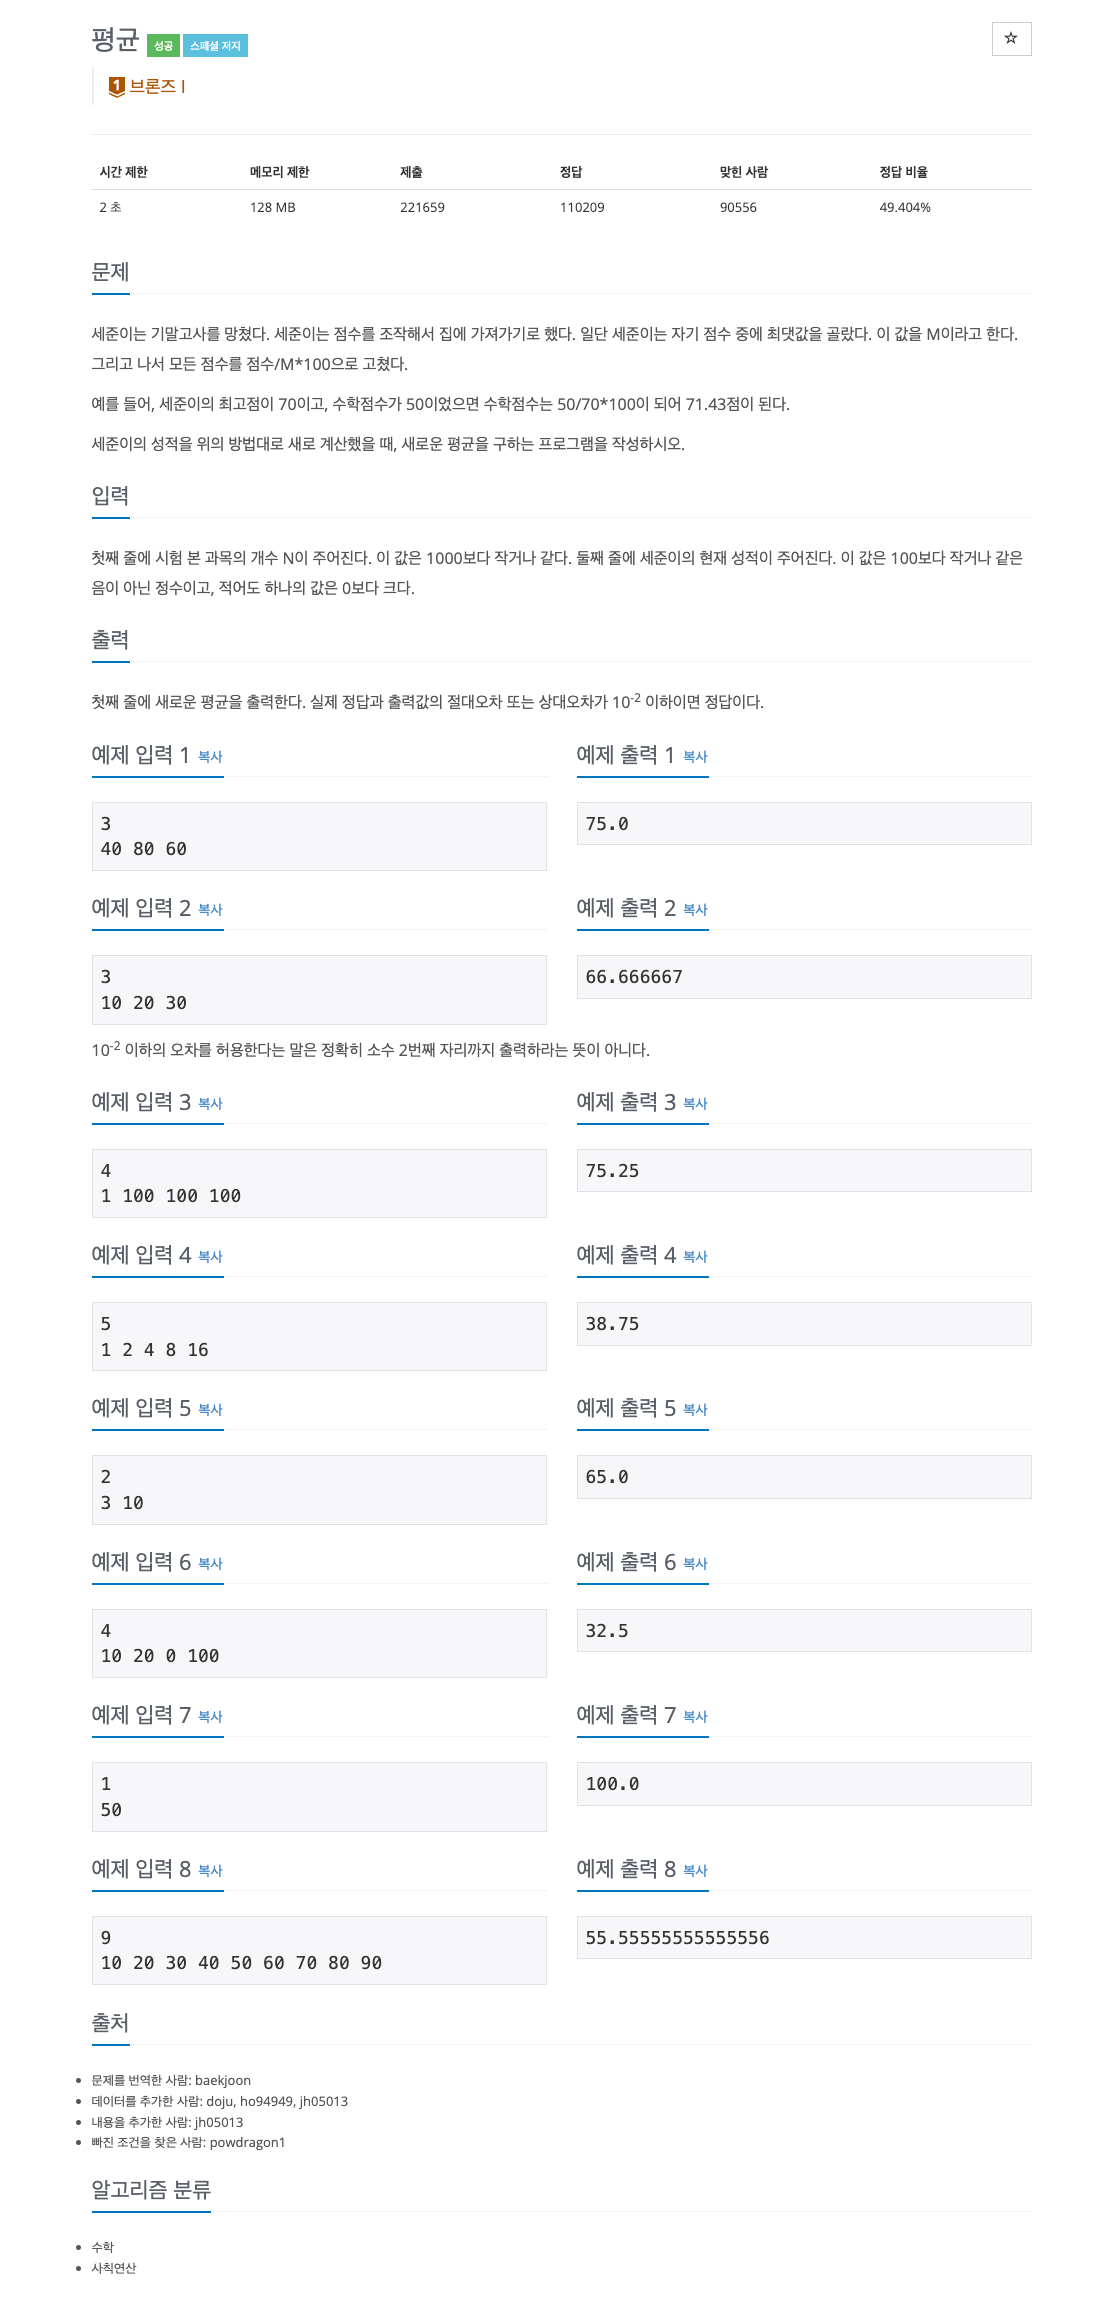 평균 성공 스페셜 저지
☆
1 브론즈 I
시간 제한 메모리 제한 제출 정답 맞힌 사람 정답 비율
2 초 128 MB 221659 110209 90556 49.404%
문제
세준이는 기말고사를 망쳤다. 세준이는 점수를 조작해서 집에 가져가기로 했다. 일단 세준이는 자기 점수 중에 최댓값을 골랐다. 이 값을 M이라고 한다.
그리고 나서 모든 점수를 점수/M*100으로 고쳤다.
예를 들어, 세준이의 최고점이 70이고, 수학점수가 50이었으면 수학점수는 50/70*100이 되어 71.43점이 된다.
세준이의 성적을 위의 방법대로 새로 계산했을 때, 새로운 평균을 구하는 프로그램을 작성하시오.
입력
첫째 줄에 시험 본 과목의 개수 N이 주어진다. 이 값은 1000보다 작거나 같다. 둘째 줄에 세준이의 현재 성적이 주어진다. 이 값은 100보다 작거나 같은
음이 아닌 정수이고, 적어도 하나의 값은 0보다 크다.
출력
첫째 줄에 새로운 평균을 출력한다. 실제 정답과 출력값의 절대오차 또는 상대오차가 10-2 이하이면 정답이다.
예제 입력 1 복사
3
40 80 60
예제 출력 1 복사
75.0
예제 입력 2 복사
3
10 20 30
예제 출력 2 복사
66.666667
10-2 이하의 오차를 허용한다는 말은 정확히 소수 2번째 자리까지 출력하라는 뜻이 아니다.
예제 입력 3 복사
4
1 100 100 100
예제 출력 3 복사
75.25
예제 입력 4 복사
5
1 2 4 8 16
예제 출력 4 복사
38.75
예제 입력 5 복사
2
3 10
예제 출력 5 복사
65.0
예제 입력 6 복사
4
10 20 0 100
예제 출력 6 복사
32.5
예제 입력 7 복사
1
50
예제 출력 7 복사
100.0
예제 입력 8 복사
9
10 20 30 40 50 60 70 80 90
예제 출력 8 복사
55.55555555555556
출처
문제를 번역한 사람: baekjoon
데이터를 추가한 사람: doju, ho94949, jh05013
내용을 추가한 사람: jh05013
빠진 조건을 찾은 사람: powdragon1
알고리즘 분류
수학
사칙연산